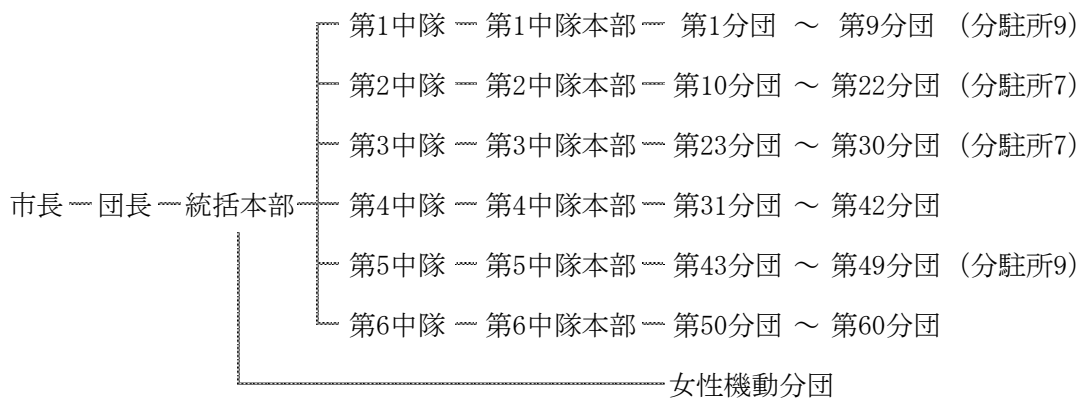 第1中隊 第1中隊本部 第1分団 ～ 第9分団 （分駐所9）
第2中隊 第2中隊本部 第10分団 ～ 第22分団 （分駐所7）
第3中隊 第3中隊本部 第23分団 ～ 第30分団 （分駐所7）
市長 団長 統括本部 第4中隊 第4中隊本部 第31分団 ～ 第42分団
第5中隊 第5中隊本部 第43分団 ～ 第49分団 （分駐所9）
第6中隊 第6中隊本部 第50分団 ～ 第60分団
女性機動分団